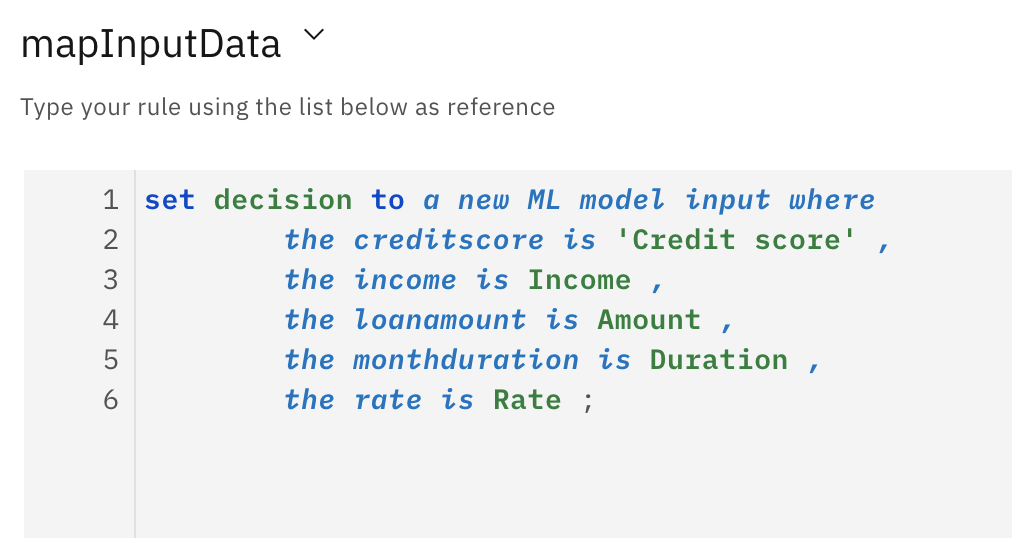 mapInputData
Type your rule using the list below as reference
1 set decision to a new ML model input where
2 the creditscore is 'Credit score' ,
3 the income is Income ,
4 the loanamount is Amount ,
5 the monthduration is Duration ,
6 the rate is Rate ;